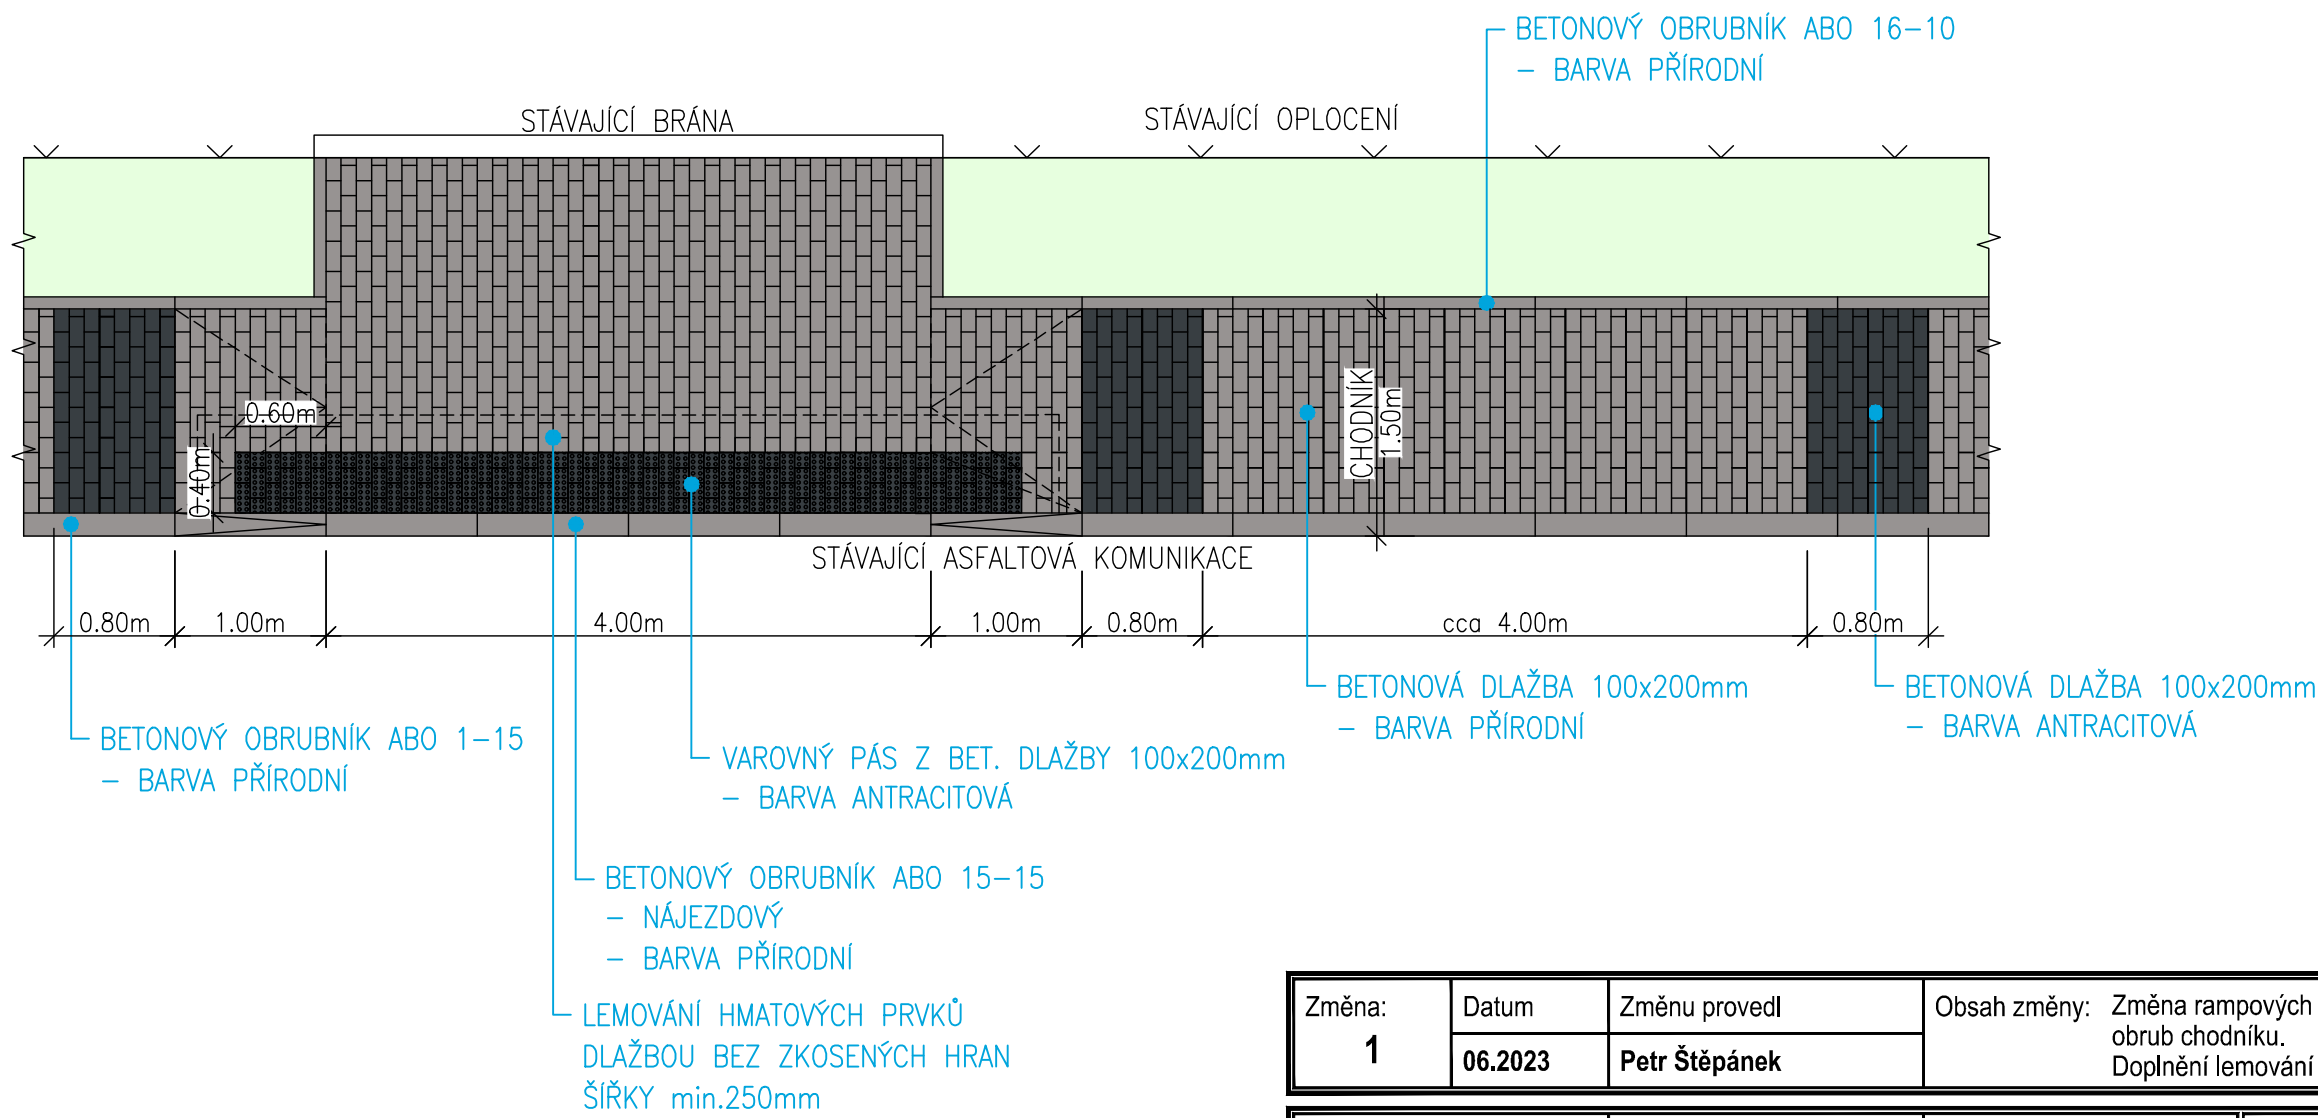 BETONOVÝ OBRUBNÍK ABO 16-10
- BARVA PŘÍRODNÍ
STÁVAJÍCÍ BRÁNA
STÁVAJÍCÍ OPLOCENÍ
0.60m
0.40m
CHODNÍK
1.50m
STÁVAJÍCÍ ASFALTOVÁ KOMUNIKACE
0.80m
1.00m
4.00m
1.00m
0.80m
cca 4.00m
0.80m
BETONOVÁ DLAŽBA 100x200mm
- BARVA PŘÍRODNÍ
BETONOVÁ DLAŽBA 100x200mm
- BARVA ANTRACITOVÁ
BETONOVÝ OBRUBNÍK ABO 1-15
- BARVA PŘÍRODNÍ
VAROVNÝ PÁS Z BET. DLAŽBY 100x200mm
- BARVA ANTRACITOVÁ
BETONOVÝ OBRUBNÍK ABO 15-15
- NÁJEZDOVÝ
- BARVA PŘÍRODNÍ
LEMOVÁNÍ HMATOVÝCH PRVKŮ
DLAŽBOU BEZ ZKOSENÝCH HRAN
ŠÍŘKY min.250mm
Změna:
1
Datum
06.2023
Změnu provedl
Petr Štěpánek
Obsah změny: Změna rampových
obrub chodníku.
Doplnění lemování